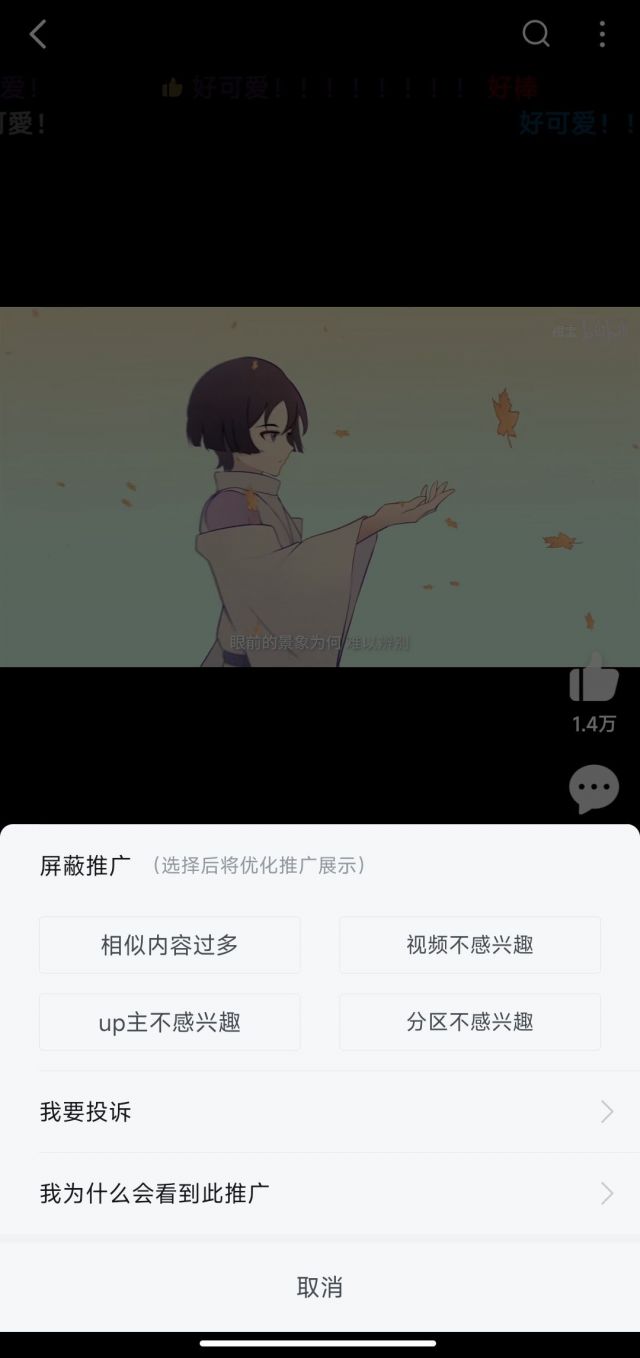 爱！
好可爱！！！！！！！！
好棒
可愛！
好可爱！！
bilibili
眼前的景象为何 难以辨别
1.4万
屏蔽推广 （选择后将优化推广展示）
相似内容过多
视频不感兴趣
up主不感兴趣
分区不感兴趣
我要投诉
我为什么会看到此推广
取消